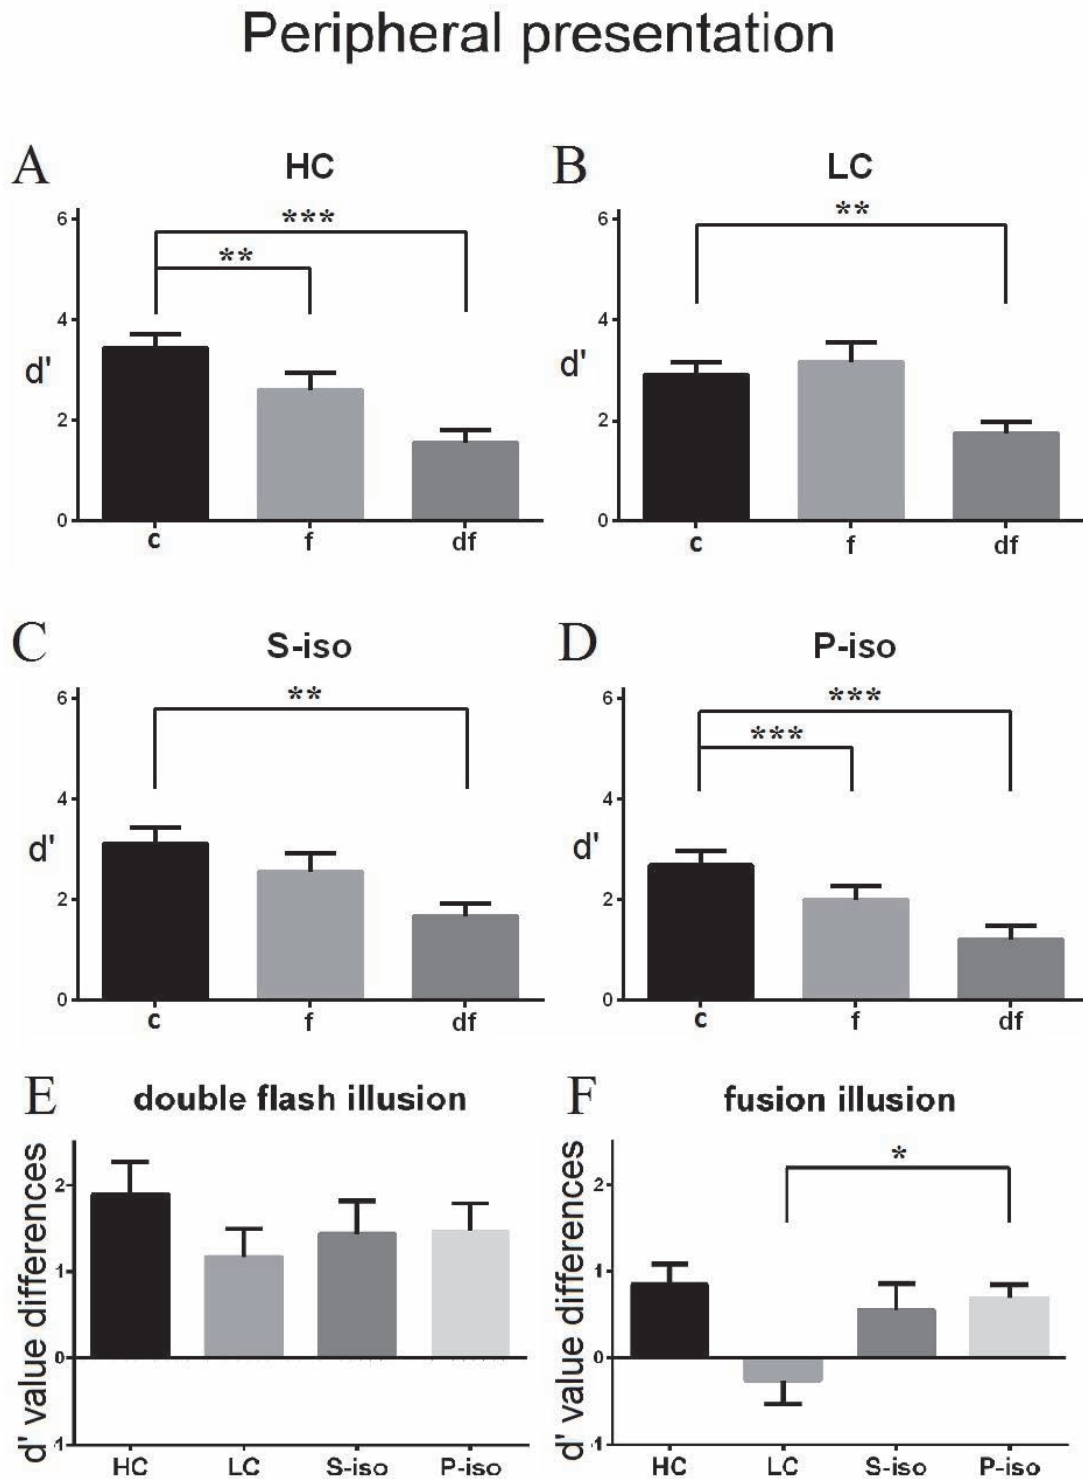 Peripheral presentation
A
HC
6
4
2
0
d'
***
**
c
f
df
B
LC
6
4
2
0
d'
**
c
f
df
C
S-iso
6
4
2
0
d'
**
c
f
df
D
P-iso
6
4
2
0
d'
***
***
c
f
df
E
double flash illusion
d' value differences
2
1
0
-1
HC
LC
S-iso
P-iso
F
fusion illusion
d' value differences
2
1
0
-1
*
HC
LC
S-iso
P-iso